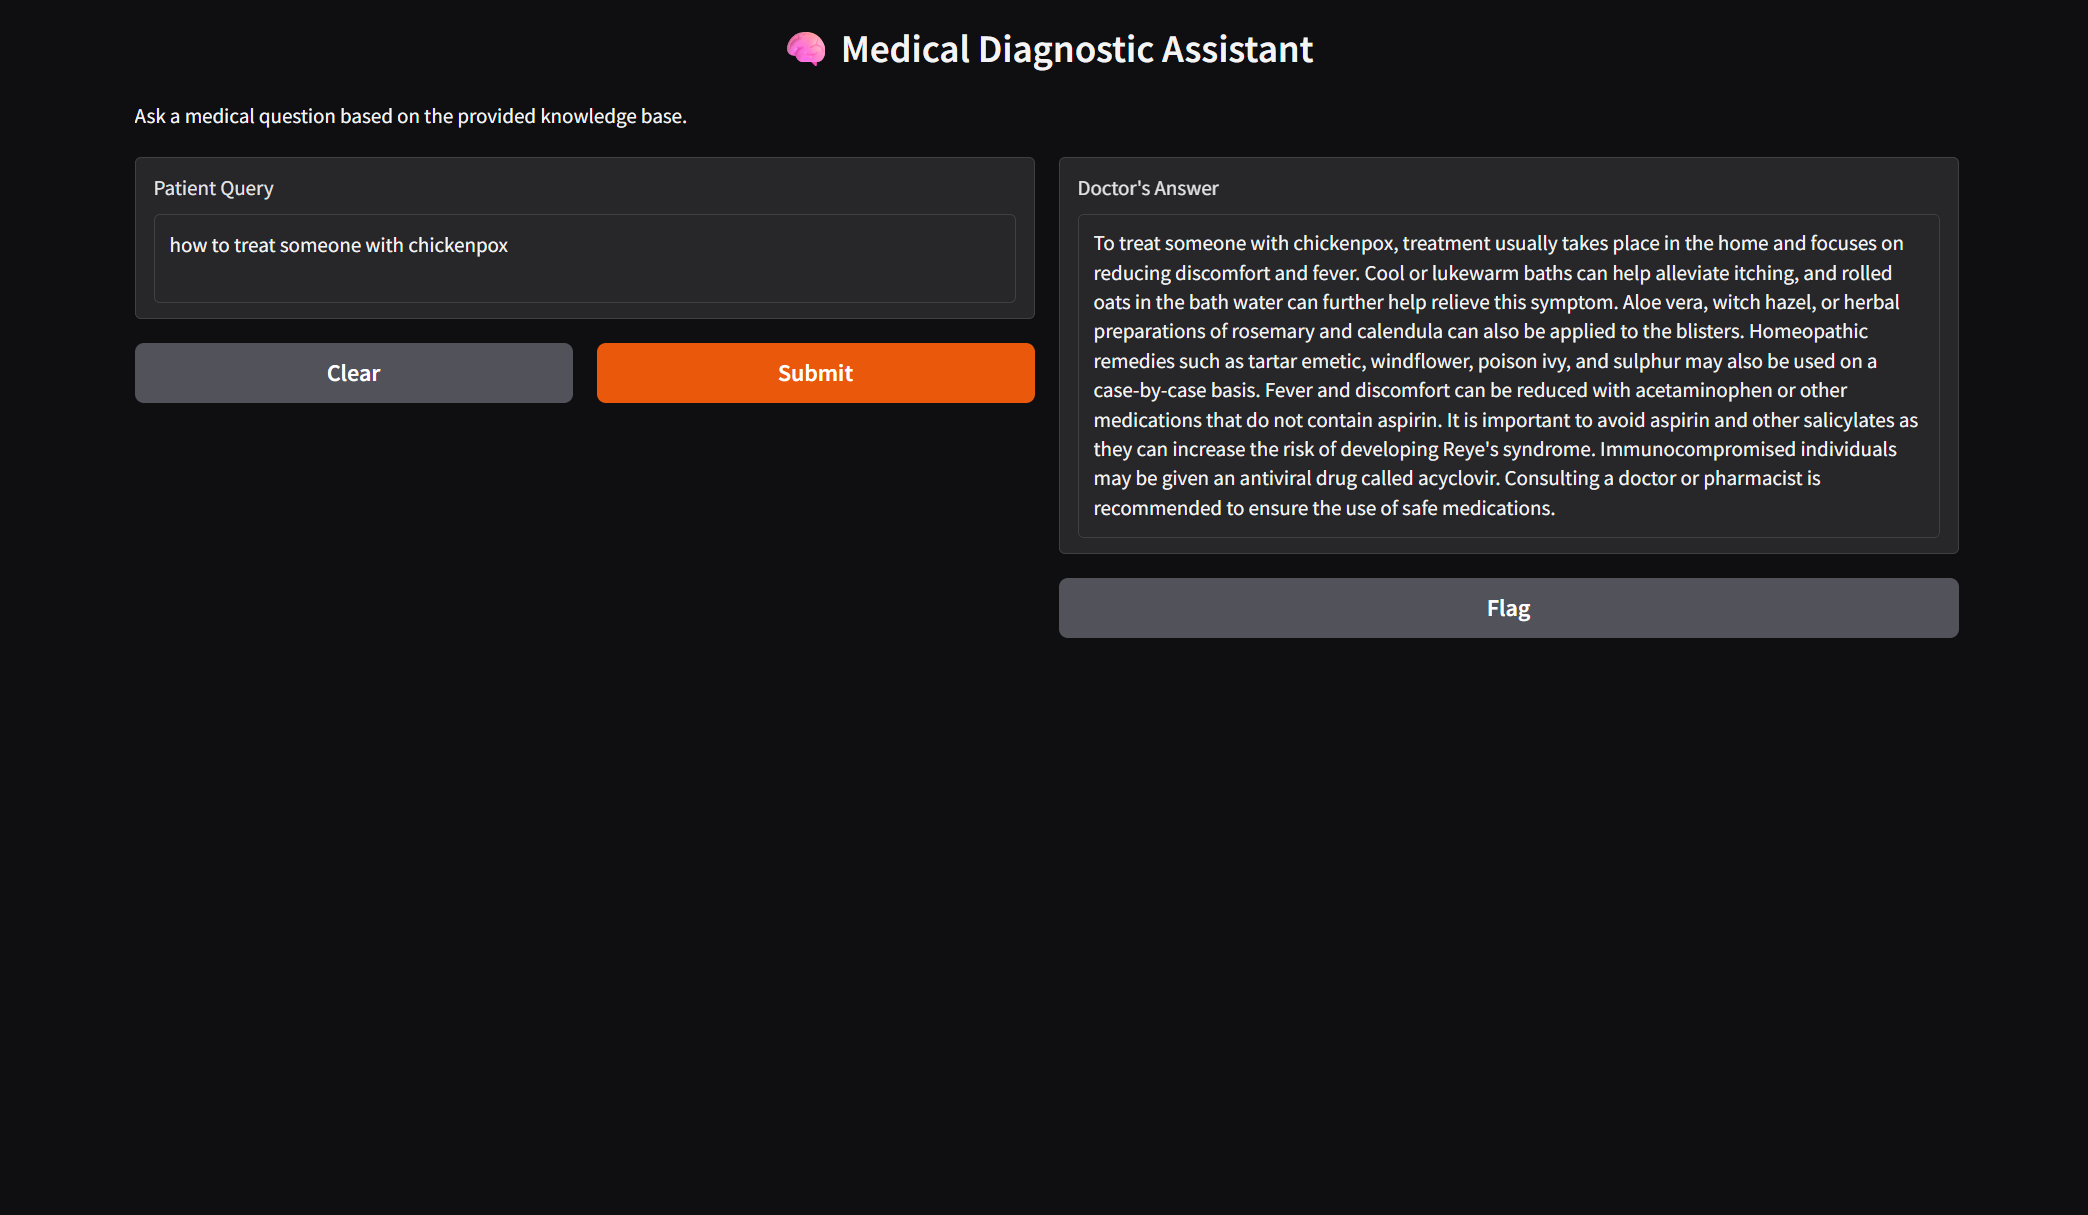 🧠 Medical Diagnostic Assistant
Ask a medical question based on the provided knowledge base.
Patient Query
how to treat someone with chickenpox
Clear
Submit
Doctor's Answer
To treat someone with chickenpox, treatment usually takes place in the home and focuses on
reducing discomfort and fever. Cool or lukewarm baths can help alleviate itching, and rolled
oats in the bath water can further help relieve this symptom. Aloe vera, witch hazel, or herbal
preparations of rosemary and calendula can also be applied to the blisters. Homeopathic
remedies such as tartar emetic, windflower, poison ivy, and sulphur may also be used on a
case-by-case basis. Fever and discomfort can be reduced with acetaminophen or other
medications that do not contain aspirin. It is important to avoid aspirin and other salicylates as
they can increase the risk of developing Reye's syndrome. Immunocompromised individuals
may be given an antiviral drug called acyclovir. Consulting a doctor or pharmacist is
recommended to ensure the use of safe medications.
Flag